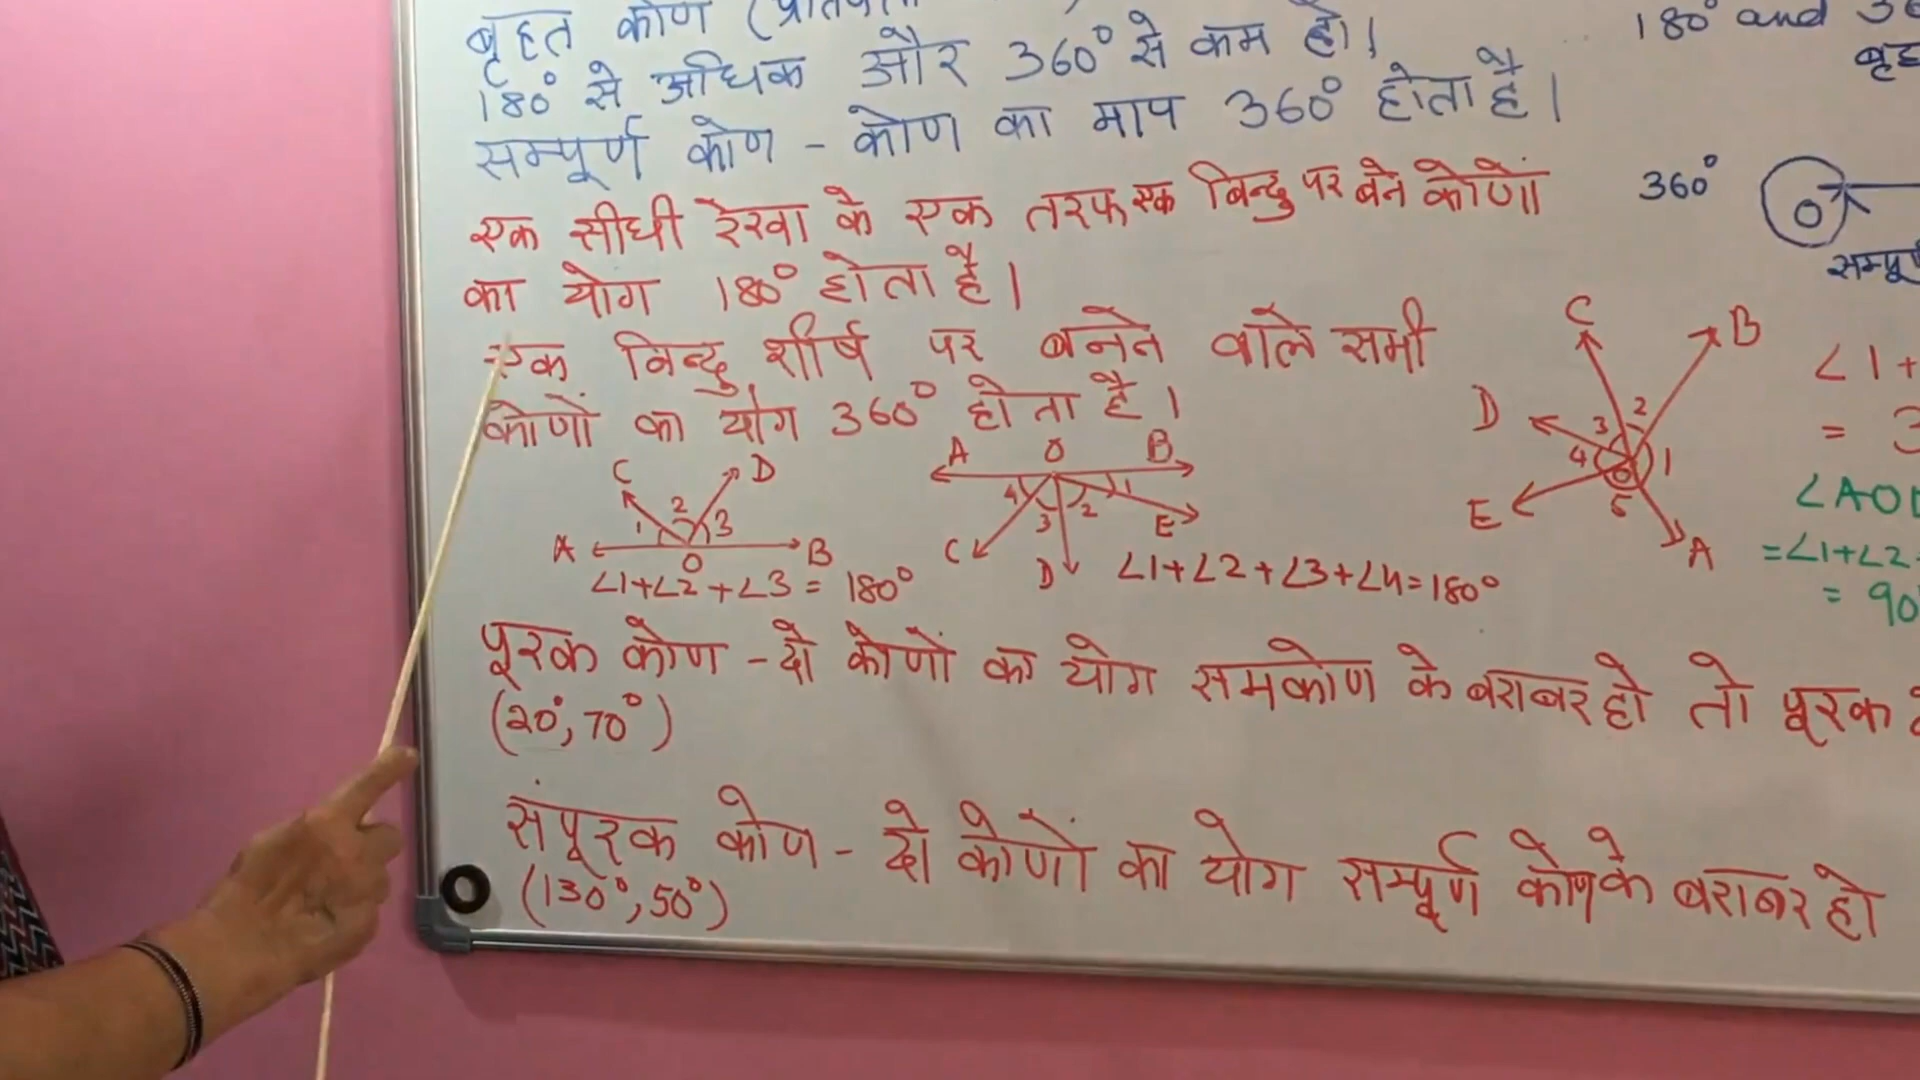 बृहत कोण
180° से अधिक और 360° से कम हो।
सम्पूर्ण कोण - कोण का माप 360° होता है।
एक सीधी रेखा के एक तरफ एक बिन्दु पर बने कोणों
का योग 180° होता है।
एक बिन्दु शीर्ष पर बनने वाले सभी
कोणों का योग 360° होता है।
C D
1 2 3
A O B
∠1+∠2+∠3 = 180°
A O B
4 3 2 1
C D E
∠1+∠2+∠3+∠4=180°
180° and
360°
O
C B
D 3 2
4 O 1
E 5 A
∠1+
=
∠AO
=∠1+∠2
= 90
पूरक कोण - दो कोणों का योग समकोण के बराबर हो तो पूरक
(20°, 70°)
संपूरक कोण - दो कोणों का योग सम्पूर्ण कोण के बराबर हो
(130°, 50°)